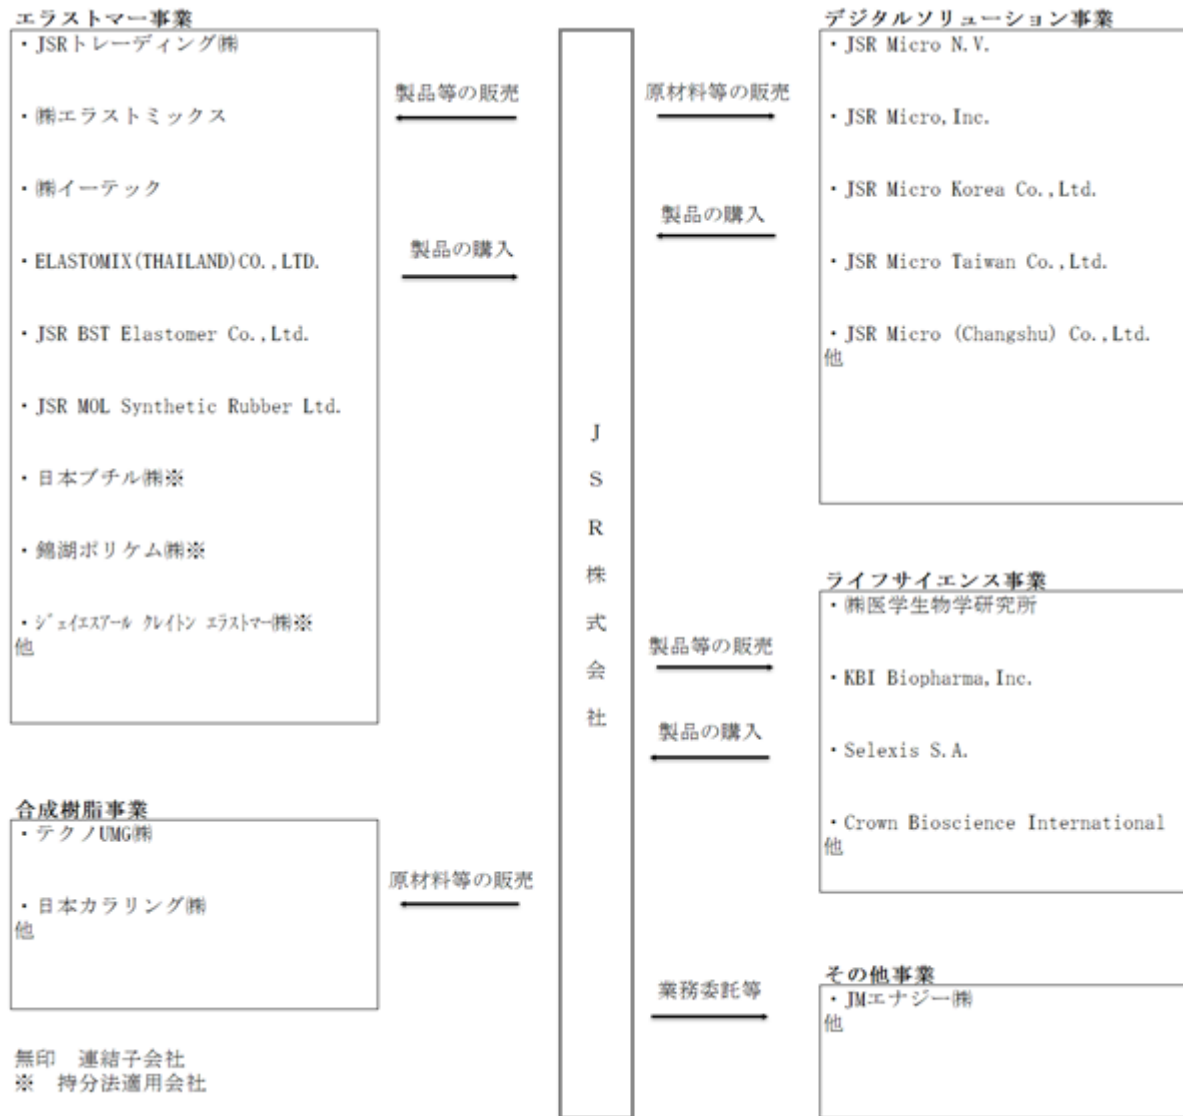 エラストマー事業
・JSRトレーディング㈱
・㈱エラストミックス
・㈱イーテック
・ELASTOMIX(THAILAND)CO.,LTD.
・JSR BST Elastomer Co.,Ltd.
・JSR MOL Synthetic Rubber Ltd.
・日本ブチル㈱※
・錦湖ポリケム㈱※
・ｼﾞｪｲｴｽｱｰﾙ ｸﾚｲﾄﾝ ｴﾗｽﾄﾏｰ㈱※
他
製品等の販売
製品の購入
合成樹脂事業
・テクノUMG㈱
・日本カラリング㈱
他
原材料等の販売
無印 連結子会社
※ 持分法適用会社
JSR株式会社
デジタルソリューション事業
・JSR Micro N.V.
・JSR Micro,Inc.
・JSR Micro Korea Co.,Ltd.
・JSR Micro Taiwan Co.,Ltd.
・JSR Micro (Changshu) Co.,Ltd.
他
原材料等の販売
製品の購入
ライフサイエンス事業
・㈱医学生物学研究所
・KBI Biopharma,Inc.
・Selexis S.A.
・Crown Bioscience International
他
製品等の販売
製品の購入
その他事業
・JMエナジー㈱
他
業務委託等